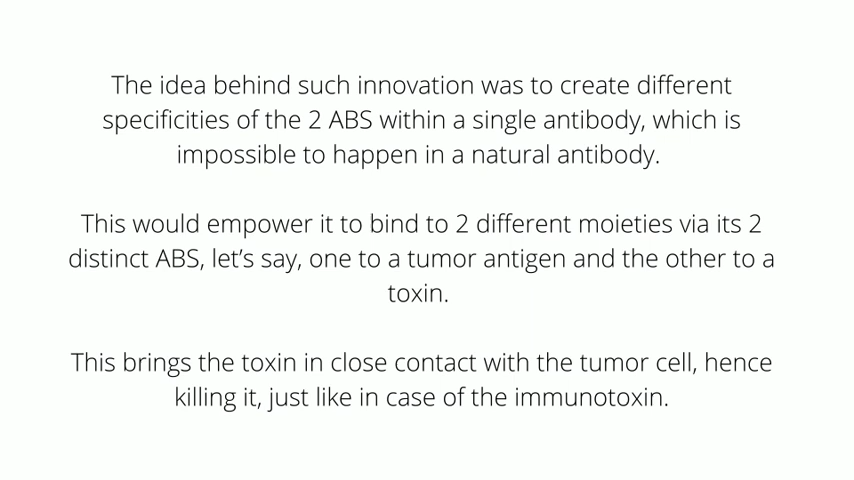 The idea behind such innovation was to create different
specificities of the 2 ABS within a single antibody, which is
impossible to happen in a natural antibody.
This would empower it to bind to 2 different moieties via its 2
distinct ABS, let’s say, one to a tumor antigen and the other to a
toxin.
This brings the toxin in close contact with the tumor cell, hence
killing it, just like in case of the immunotoxin.